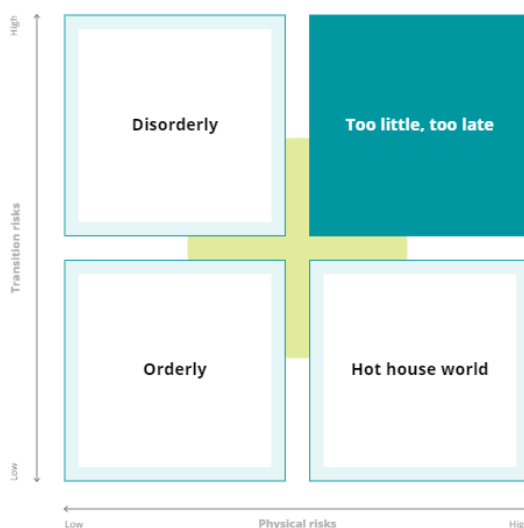 High
Disorderly
Too little, too late
Transition risks
Orderly
Hot house world
Low
Low
Physical risks
High